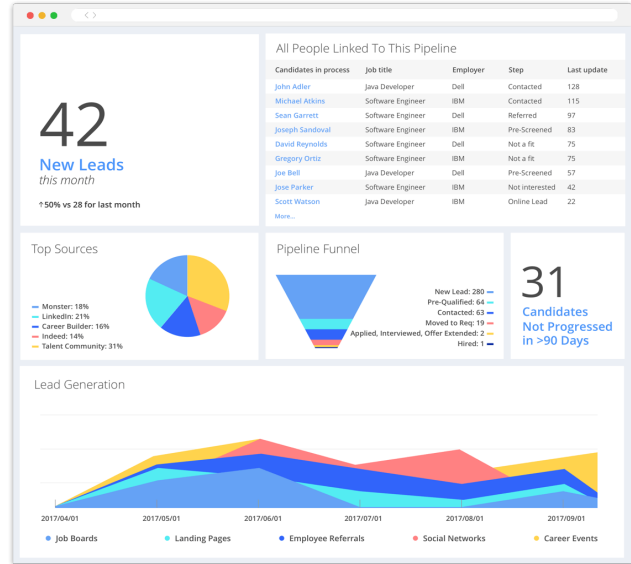 42
New Leads
this month
↑50% vs 28 for last month
All People Linked To This Pipeline
Candidates in process Job title Employer Step Last update
John Adler Java Developer Dell Contacted 128
Michael Atkins Software Engineer IBM Contacted 115
Sean Garrett Software Engineer Dell Referred 97
Joseph Sandoval Software Engineer IBM Pre-Screened 83
David Reynolds Software Engineer Dell Not a fit 75
Gregory Ortiz Software Engineer IBM Not a fit 75
Joe Bell Java Developer Dell Pre-Screened 57
Jose Parker Software Engineer IBM Not interested 42
Scott Watson Java Developer IBM Online Lead 22
More...
Top Sources
Monster: 18%
LinkedIn: 21%
Career Builder: 16%
Indeed: 14%
Talent Community: 31%
Pipeline Funnel
New Lead: 280
Pre-Qualified: 64
Contacted: 63
Moved to Req: 19
Applied, Interviewed, Offer Extended: 2
Hired: 1
31
Candidates
Not Progressed
in >90 Days
Lead Generation
2017/04/01 2017/05/01 2017/06/01 2017/07/01 2017/08/01 2017/09/01
Job Boards Landing Pages Employee Referrals Social Networks Career Events